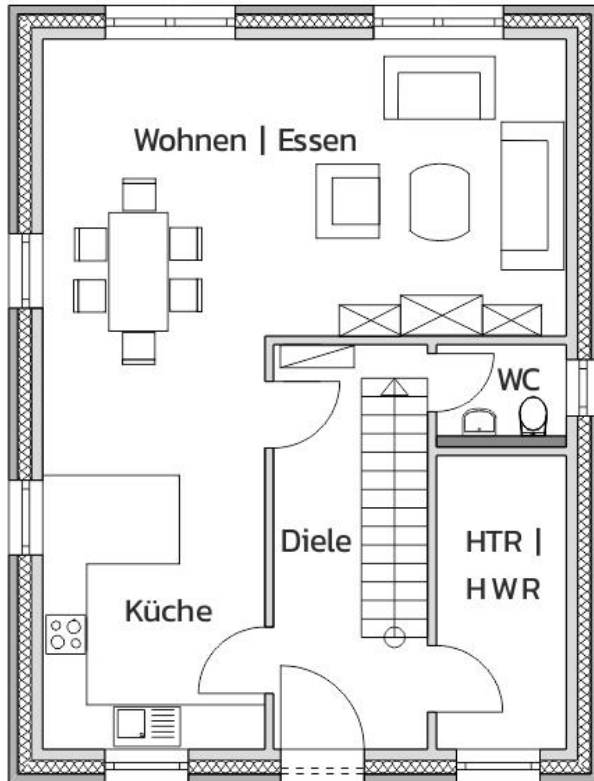 Wohnen | Essen
WC
Diele
HTR |
HWR
Küche